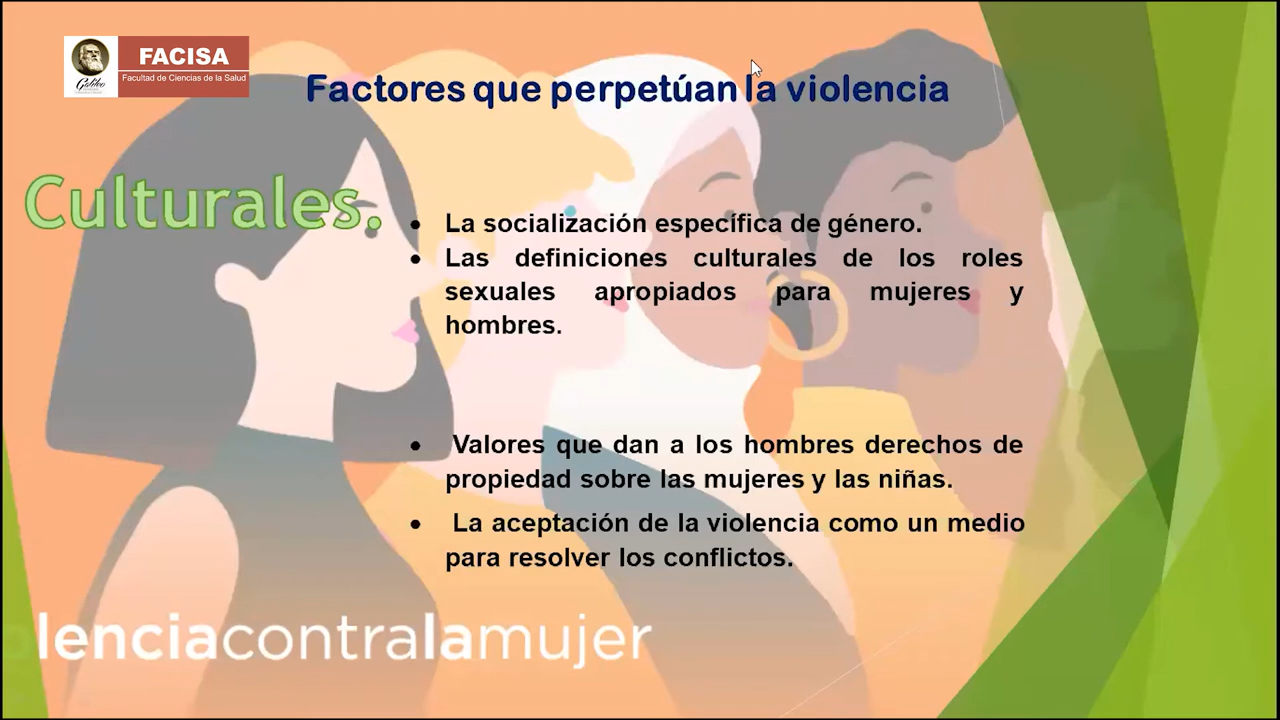 FACISA
Galileo
Facultad de Ciencias de la Salud
Factores que perpetúan la violencia
Culturales.
• La socialización específica de género.
• Las definiciones culturales de los roles
sexuales apropiados para mujeres y
hombres.
• Valores que dan a los hombres derechos de
propiedad sobre las mujeres y las niñas.
• La aceptación de la violencia como un medio
para resolver los conflictos.
olenciacontralamujer